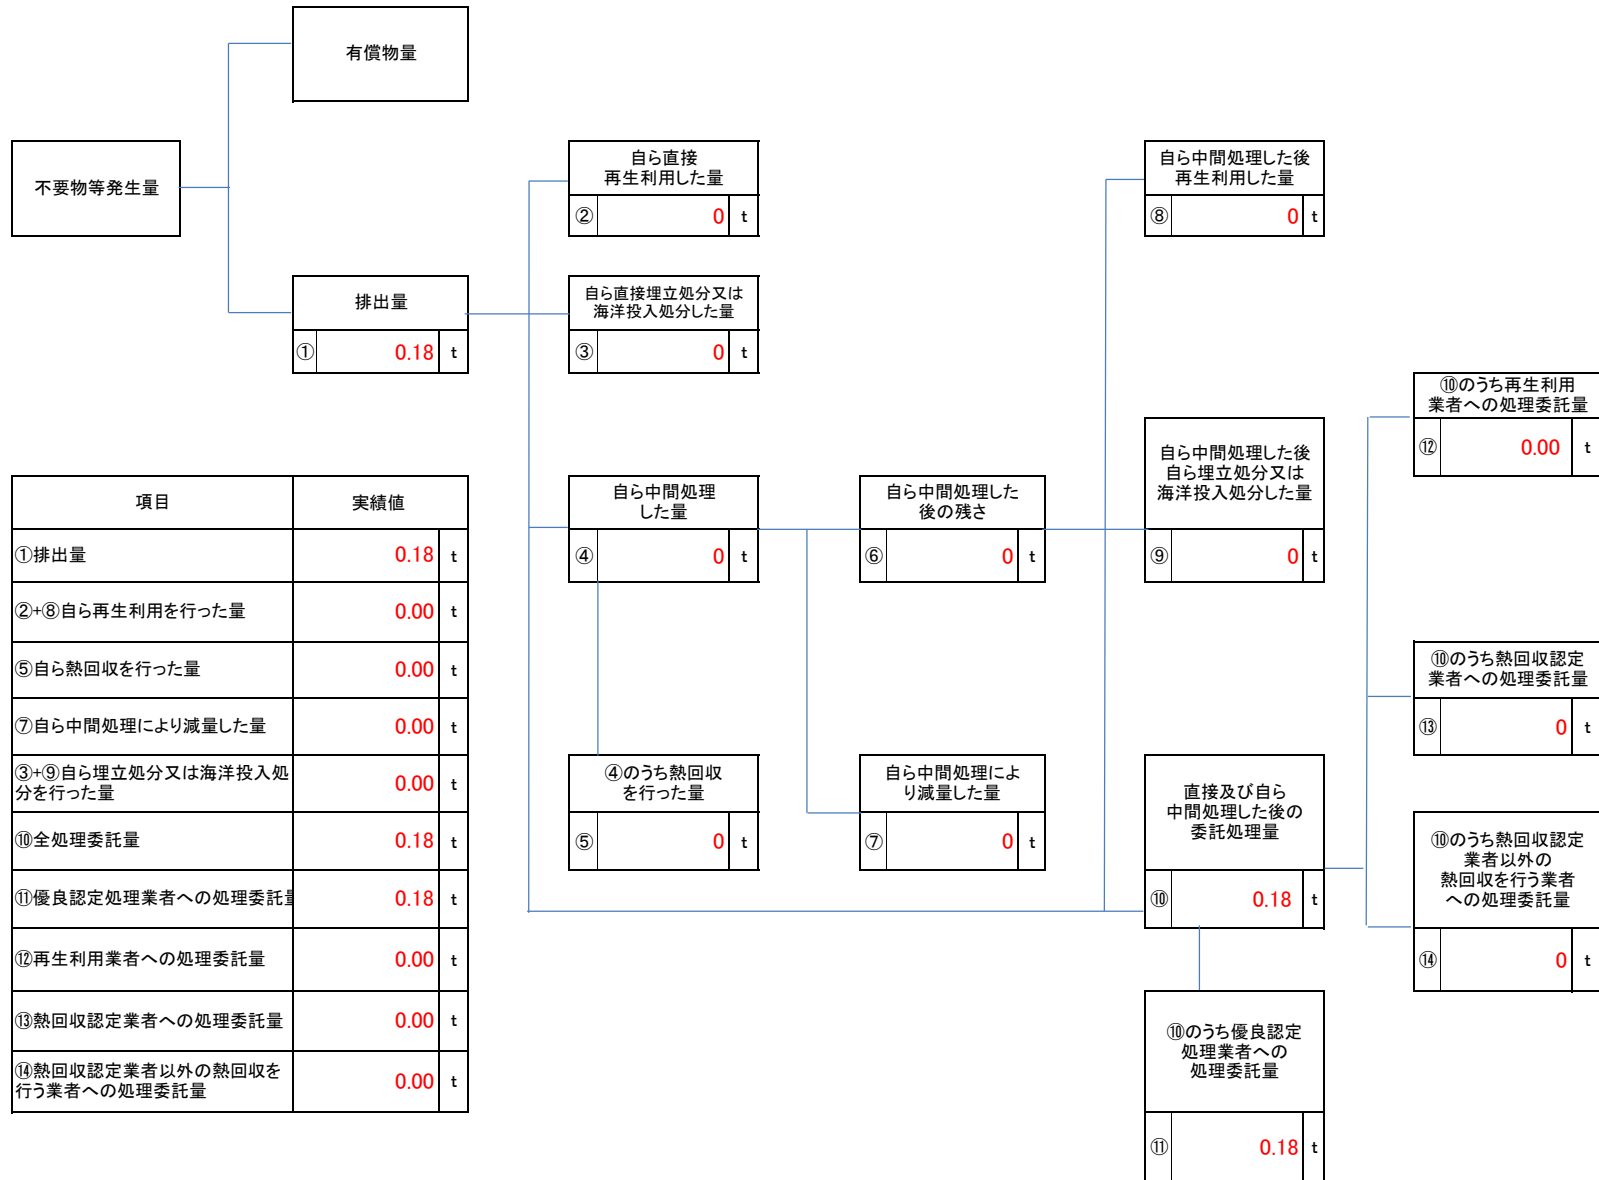 有償物量
不要物等発生量
排出量
① 0.18 t
自ら直接
再生利用した量
② 0 t
自ら直接埋立処分又は
海洋投入処分した量
③ 0 t
自ら中間処理
した量
④ 0 t
④のうち熱回収
を行った量
⑤ 0 t
自ら中間処理した
後の残さ
⑥ 0 t
自ら中間処理によ
り減量した量
⑦ 0 t
自ら中間処理した後
再生利用した量
⑧ 0 t
自ら中間処理した後
自ら埋立処分又は
海洋投入処分した量
⑨ 0 t
直接及び自ら
中間処理した後の
委託処理量
⑩ 0.18 t
⑩のうち優良認定
処理業者への
処理委託量
⑪ 0.18 t
⑩のうち再生利用
業者への処理委託量
⑫ 0.00 t
⑩のうち熱回収認定
業者への処理委託量
⑬ 0 t
⑩のうち熱回収認定
業者以外の
熱回収を行う業者
への処理委託量
⑭ 0 t
項目 実績値
①排出量 0.18 t
②+⑧自ら再生利用を行った量 0.00 t
⑤自ら熱回収を行った量 0.00 t
⑦自ら中間処理により減量した量 0.00 t
③+⑨自ら埋立処分又は海洋投入処
分を行った量 0.00 t
⑩全処理委託量 0.18 t
⑪優良認定処理業者への処理委託量 0.18 t
⑫再生利用業者への処理委託量 0.00 t
⑬熱回収認定業者への処理委託量 0.00 t
⑭熱回収認定業者以外の熱回収を
行う業者への処理委託量 0.00 t